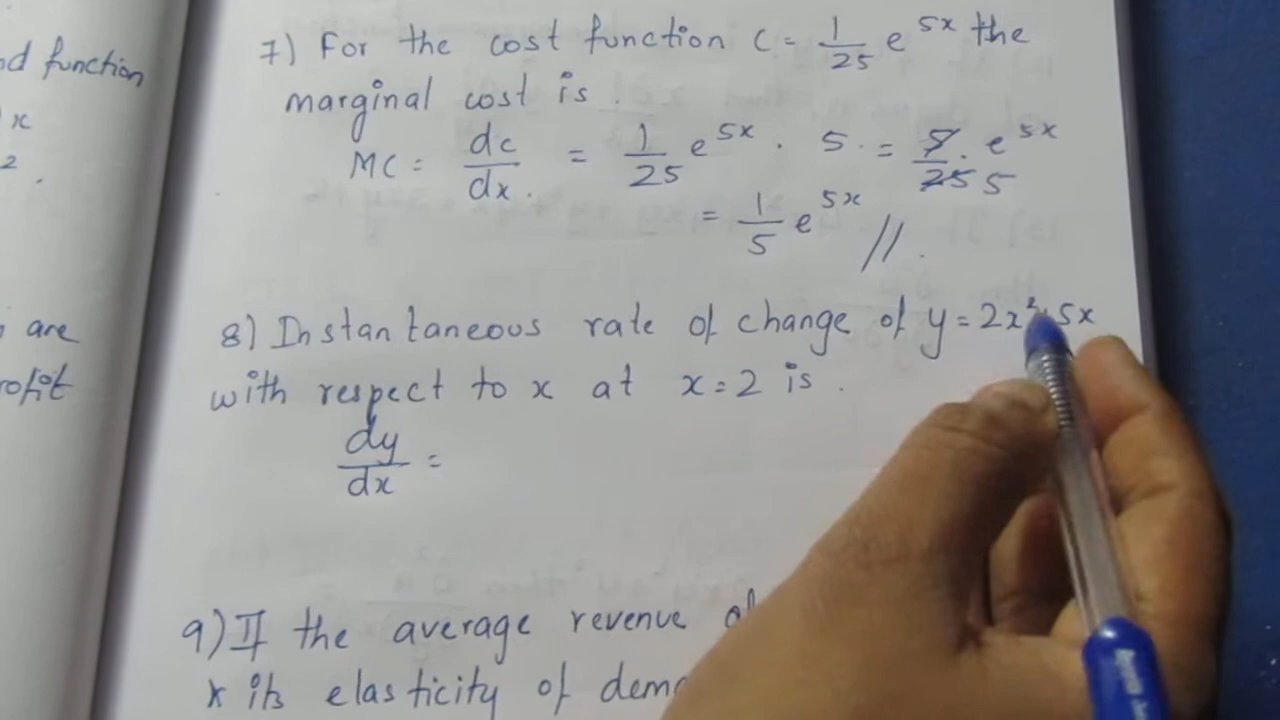 7) For the cost function C = 1/25 e^5x the
marginal cost is .
MC = dc/dx . = 1/25 e^5x . 5 . = 5/25 5 . e^5x
= 1/5 e^5x //.
8) Instantaneous rate of change of y = 2x² 5x
with respect to x at x = 2 is .
dy/dx =
9) If the average revenue
x its elasticity of
d function
x
2 .
are